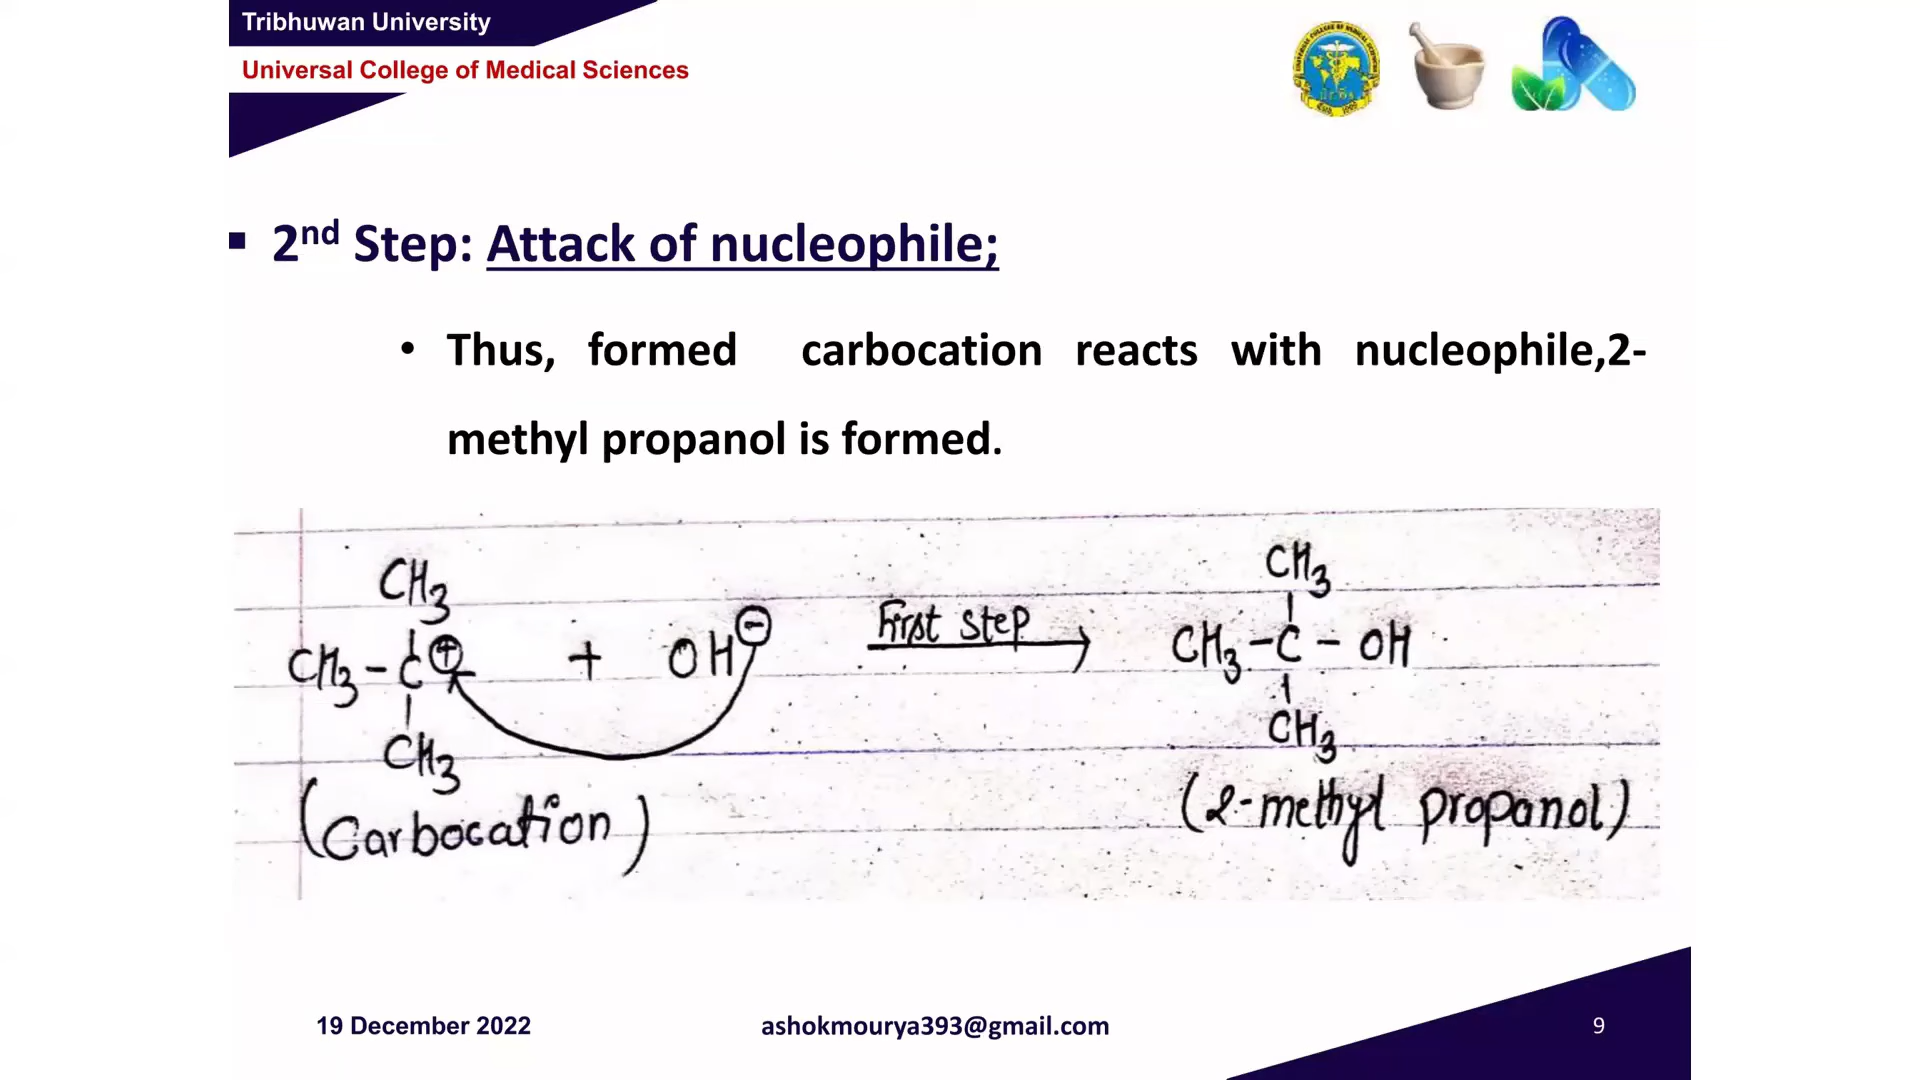 Tribhuwan University
Universal College of Medical Sciences
▪ 2nd Step: Attack of nucleophile;
• Thus, formed carbocation reacts with nucleophile,2-
methyl propanol is formed.
CH3
CH3-C⊕ + OH⊖ First step CH3-C-OH
CH3
CH3
CH3
(Carbocation)
(2-methyl propanol)
19 December 2022
ashokmourya393@gmail.com
9